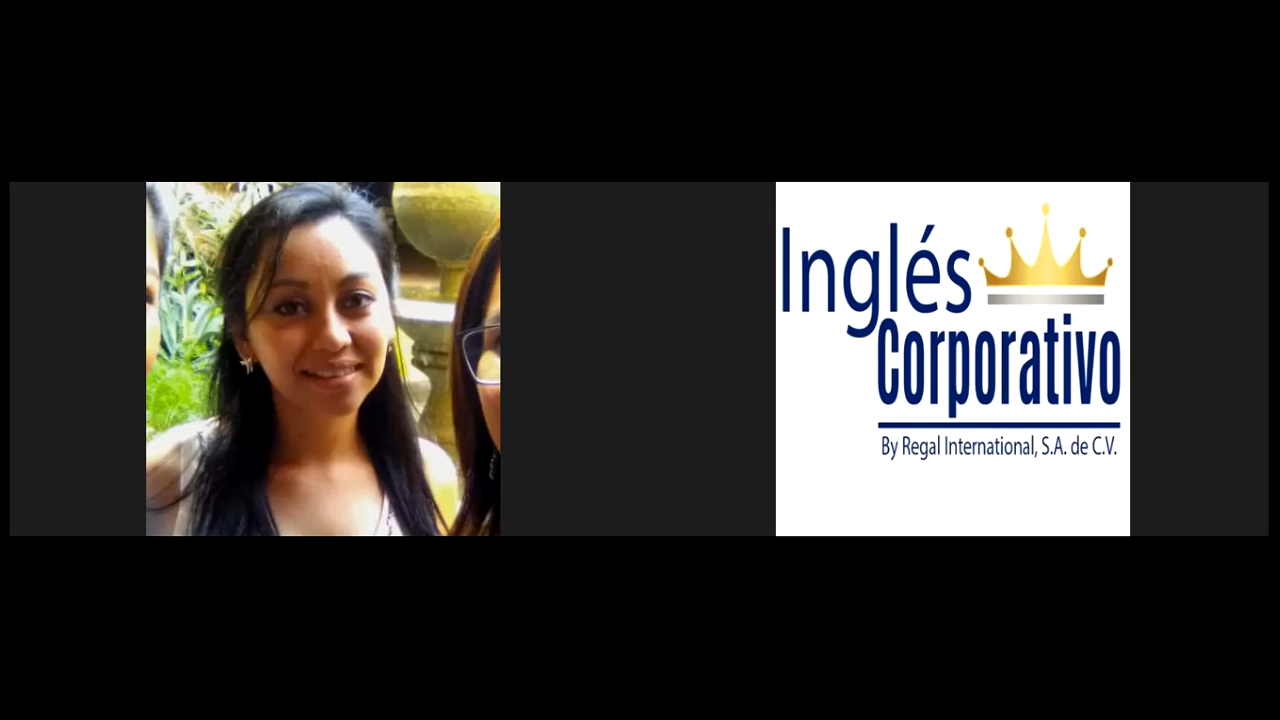 Inglés
Corporativo
By Regal International, S.A. de C.V.